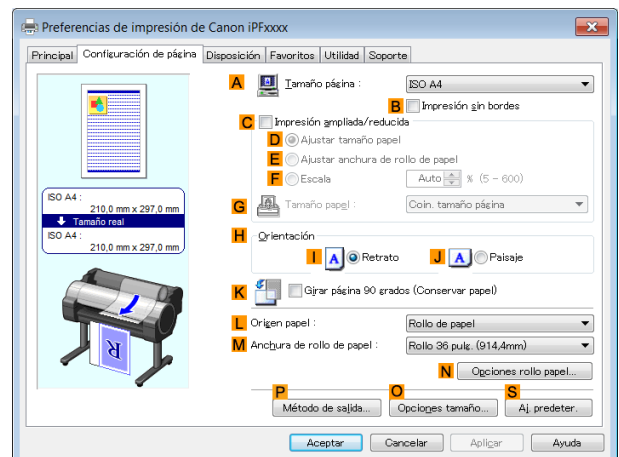 Preferencias de impresión de Canon iPFxxxx
Principal Configuración de página Disposición Favoritos Utilidad Soporte
A Tamaño página : ISO A4
B Impresión sin bordes
C Impresión ampliada/reducida
D Ajustar tamaño papel
E Ajustar anchura de rollo de papel
F Escala Auto % (5 - 600)
G Tamaño papel : Coin. tamaño página
ISO A4 :
210,0 mm x 297,0 mm
Tamaño real
ISO A4 :
210,0 mm x 297,0 mm
H Orientación
I A Retrato J A Paisaje
K Girar página 90 grados (Conservar papel)
L Origen papel : Rollo de papel
M Anchura de rollo de papel : Rollo 36 pulg. (914,4mm)
N Opciones rollo papel...
P O S
Método de salida... Opciones tamaño... Aj. predeter.
R
Aceptar Cancelar Aplicar Ayuda